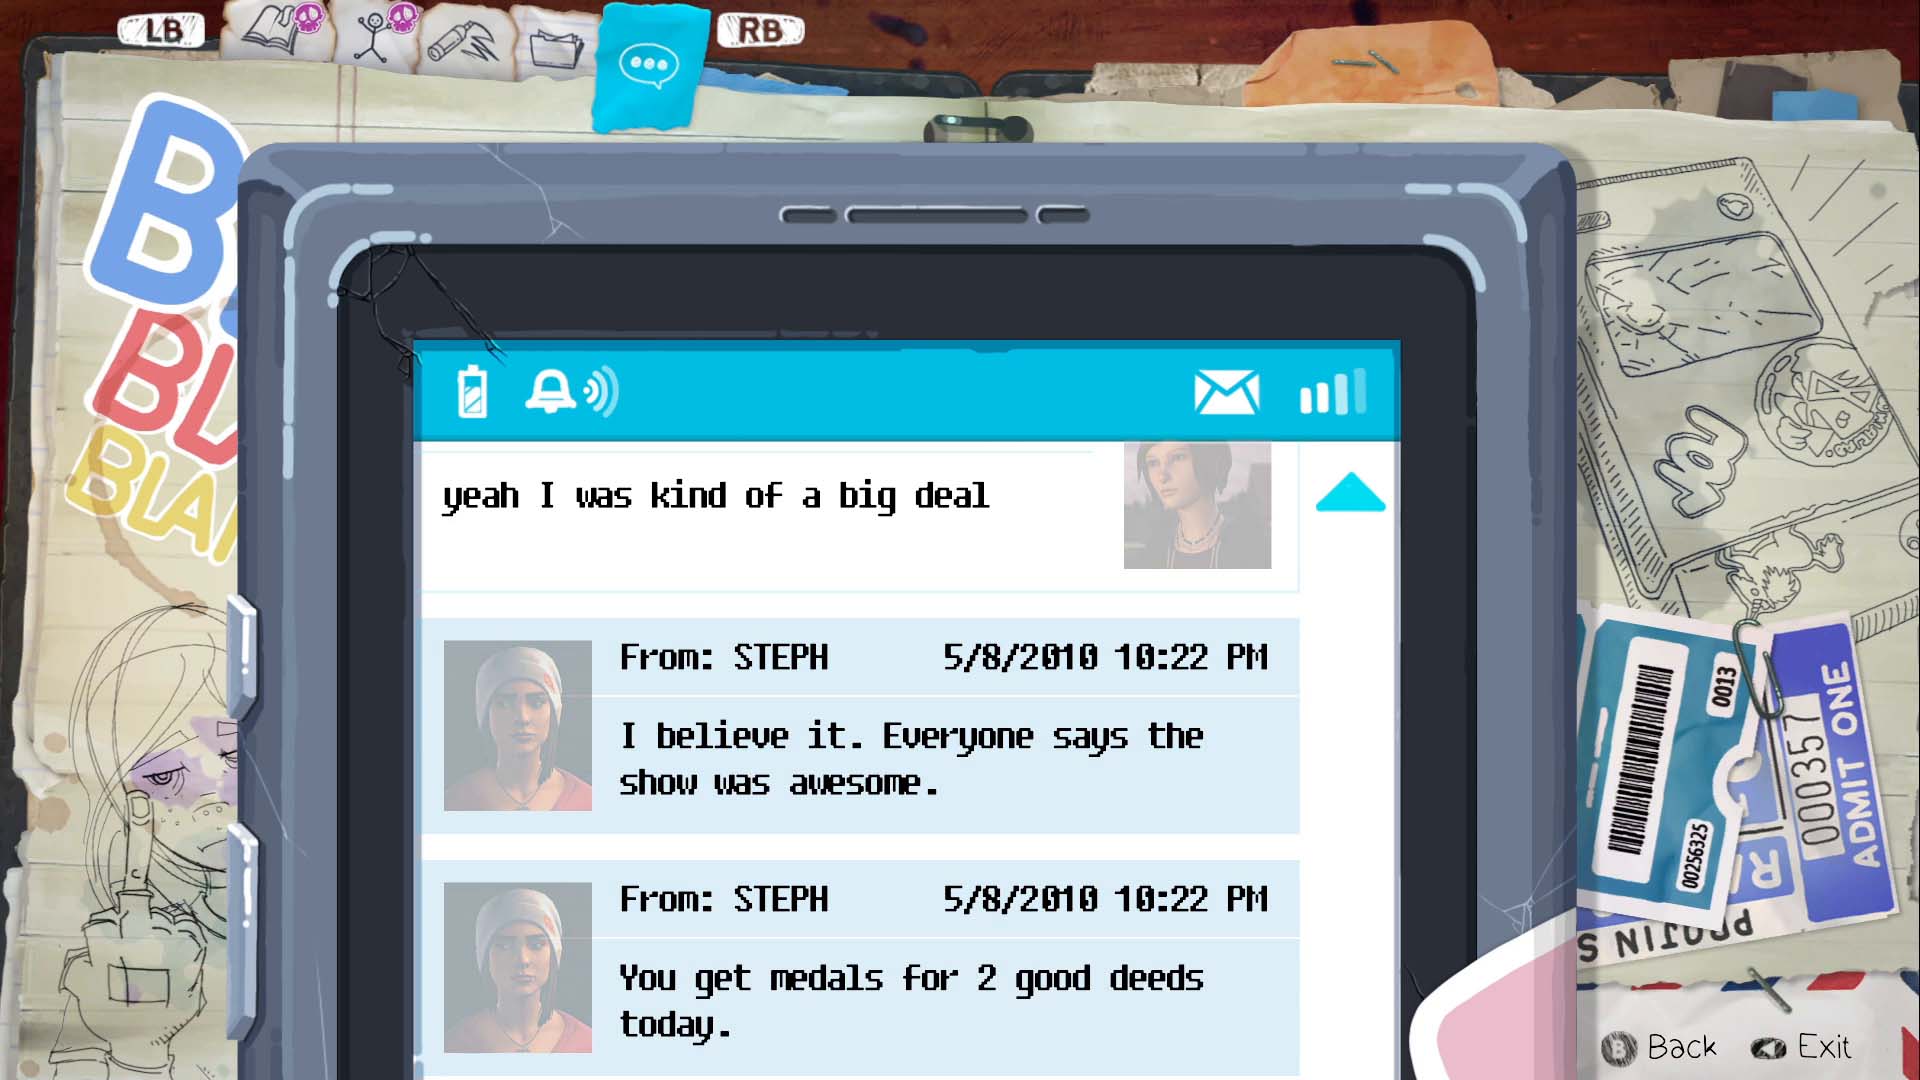 LB
RB
yeah I was kind of a big deal
From: STEPH 5/8/2010 10:22 PM
I believe it. Everyone says the
show was awesome.
From: STEPH 5/8/2010 10:22 PM
You get medals for 2 good deeds
today.
0013
00256325
000357
ADMIT ONE
B Back
Exit